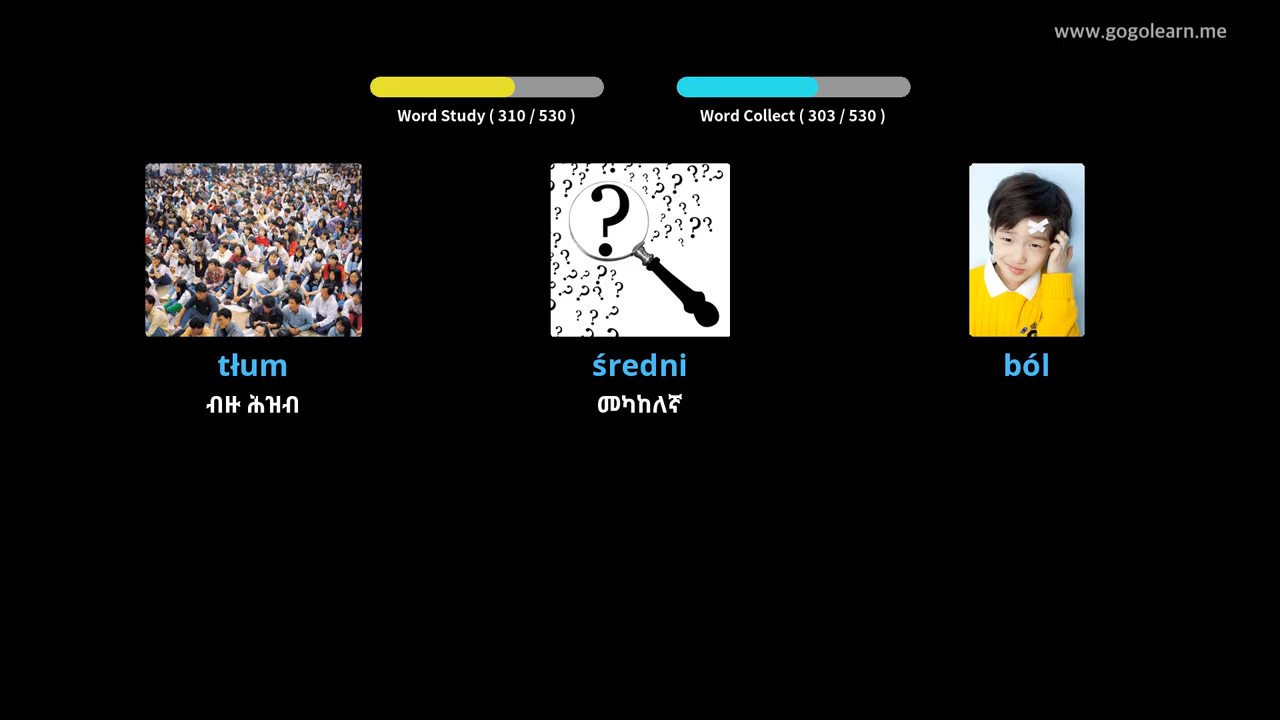 www.gogolearn.me
Word Study ( 310 / 530 )
Word Collect ( 303 / 530 )
tłum
średni
ból
ብዙ ሕዝብ
መካከለኛ